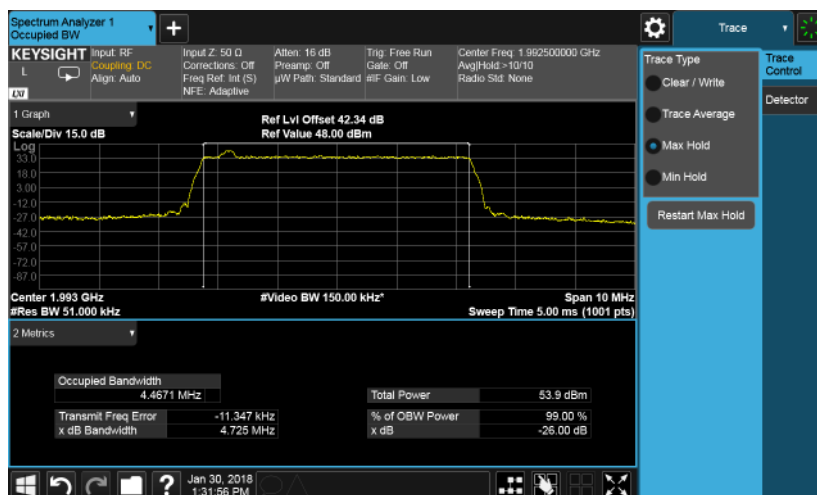 Spectrum Analyzer 1
Occupied BW
+
Trace
KEYSIGHT
L
LXI
Input: RF
Coupling: DC
Align: Auto
Input Z: 50 Ω
Corrections: Off
Freq Ref: Int (S)
NFE: Adaptive
Atten: 16 dB
Preamp: Off
µW Path: Standard
Trig: Free Run
Gate: Off
#IF Gain: Low
Center Freq: 1.992500000 GHz
Avg|Hold:>10/10
Radio Std: None
1 Graph
Scale/Div 15.0 dB
Ref Lvl Offset 42.34 dB
Ref Value 48.00 dBm
Log
33.0
18.0
3.00
-12.0
-27.0
-42.0
-57.0
-72.0
-87.0
Center 1.993 GHz
#Video BW 150.00 kHz*
Span 10 MHz
#Res BW 51.000 kHz
Sweep Time 5.00 ms (1001 pts)
2 Metrics
Occupied Bandwidth
4.4671 MHz
Total Power 53.9 dBm
Transmit Freq Error -11.347 kHz
% of OBW Power 99.00 %
x dB Bandwidth 4.725 MHz
x dB -26.00 dB
Trace Type
Clear / Write
Trace Average
Max Hold
Min Hold
Restart Max Hold
Trace
Control
Detector
?
Jan 30, 2018
1:31:56 PM